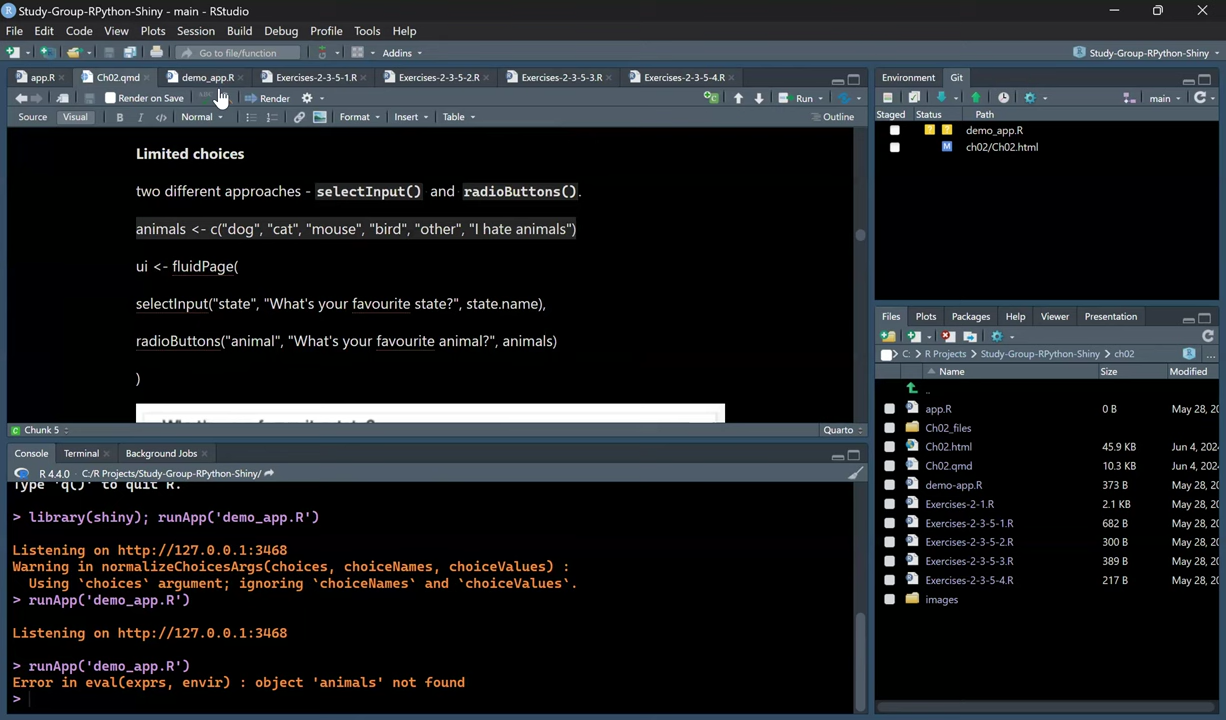 Study-Group-RPython-Shiny - main - RStudio
File Edit Code View Plots Session Build Debug Profile Tools Help
Go to file/function Addins Study-Group-RPython-Shiny
app.R Ch02.qmd demo_app.R Exercises-2-3-5-1.R Exercises-2-3-5-2.R Exercises-2-3-5-3.R Exercises-2-3-5-4.R
Render on Save ABC Render Run
Source Visual B I </> Normal Format Insert Table Outline
Limited choices
two different approaches - selectInput() and radioButtons().
animals <- c("dog", "cat", "mouse", "bird", "other", "I hate animals")
ui <- fluidPage(
selectInput("state", "What's your favourite state?", state.name),
radioButtons("animal", "What's your favourite animal?", animals)
)
Chunk 5 Quarto
Console Terminal Background Jobs
R 4.4.0 · C:/R Projects/Study-Group-RPython-Shiny/
Type 'q()' to quit R.
> library(shiny); runApp('demo_app.R')
Listening on http://127.0.0.1:3468
Warning in normalizeChoicesArgs(choices, choiceNames, choiceValues) :
Using `choices` argument; ignoring `choiceNames` and `choiceValues`.
> runApp('demo_app.R')
Listening on http://127.0.0.1:3468
> runApp('demo_app.R')
Error in eval(exprs, envir) : object 'animals' not found
>
Environment Git
main
Staged Status Path
? ? demo_app.R
M ch02/Ch02.html
Files Plots Packages Help Viewer Presentation
C: > R Projects > Study-Group-RPython-Shiny > ch02 ...
Name Size Modified
..
app.R 0 B May 28, 20
Ch02_files
Ch02.html 45.9 KB Jun 4, 202
Ch02.qmd 10.3 KB Jun 4, 202
demo-app.R 373 B May 28, 20
Exercises-2-1.R 2.1 KB May 28, 20
Exercises-2-3-5-1.R 682 B May 28, 20
Exercises-2-3-5-2.R 300 B May 28, 20
Exercises-2-3-5-3.R 389 B May 28, 20
Exercises-2-3-5-4.R 217 B May 28, 20
images